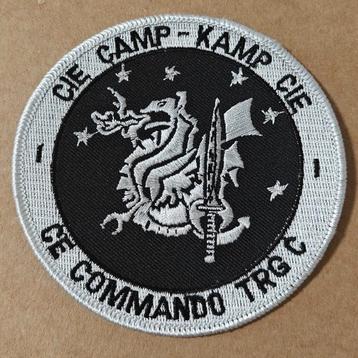 CIE CAMP - KAMP CIE
CE COMMANDO TRG C